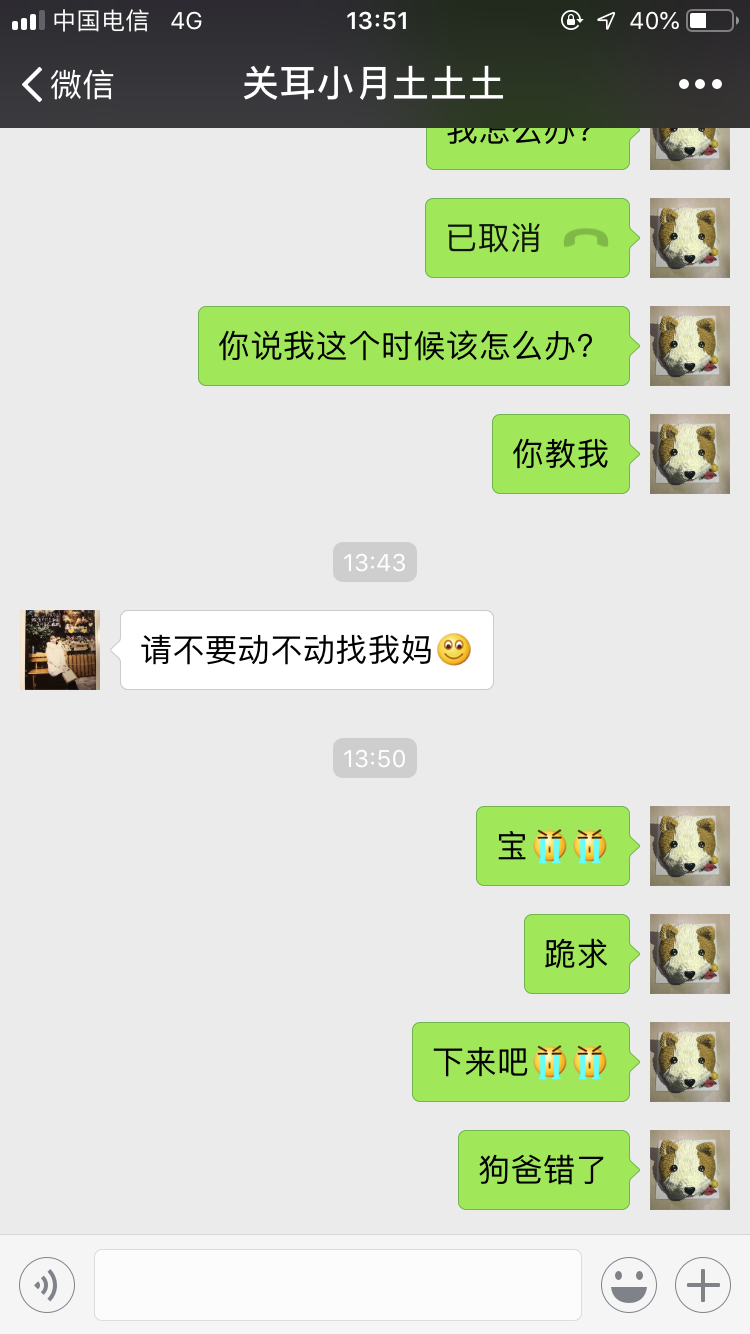 中国电信 4G 13:51 40%
微信 关耳小月土土土
我怎么办?
已取消
你说我这个时候该怎么办?
你教我
13:43
请不要动不动找我妈
13:50
宝
跪求
下来吧
狗爸错了